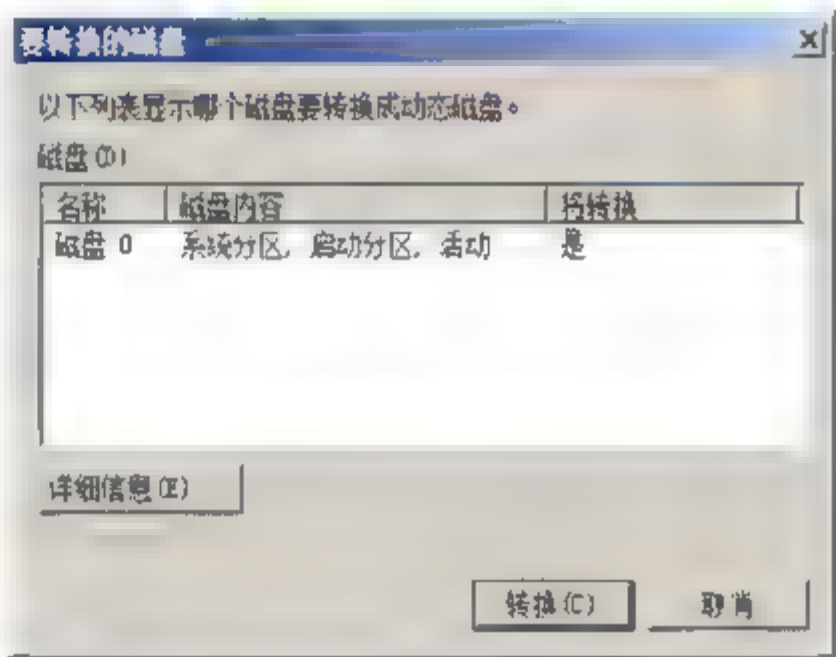 要转换的磁盘
以下列表显示哪个磁盘要转换成动态磁盘。
磁盘(D)
名称 磁盘内容 将转换
磁盘 0 系统分区, 启动分区, 活动 是
详细信息(E)
转换(C) 取消